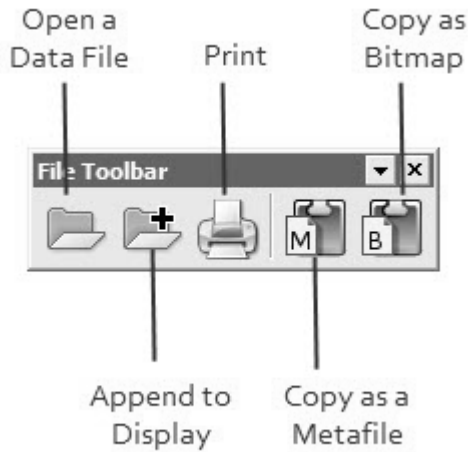 Open a
Data File
Print
Copy as
Bitmap
File Toolbar
M
B
Append to
Display
Copy as a
Metafile